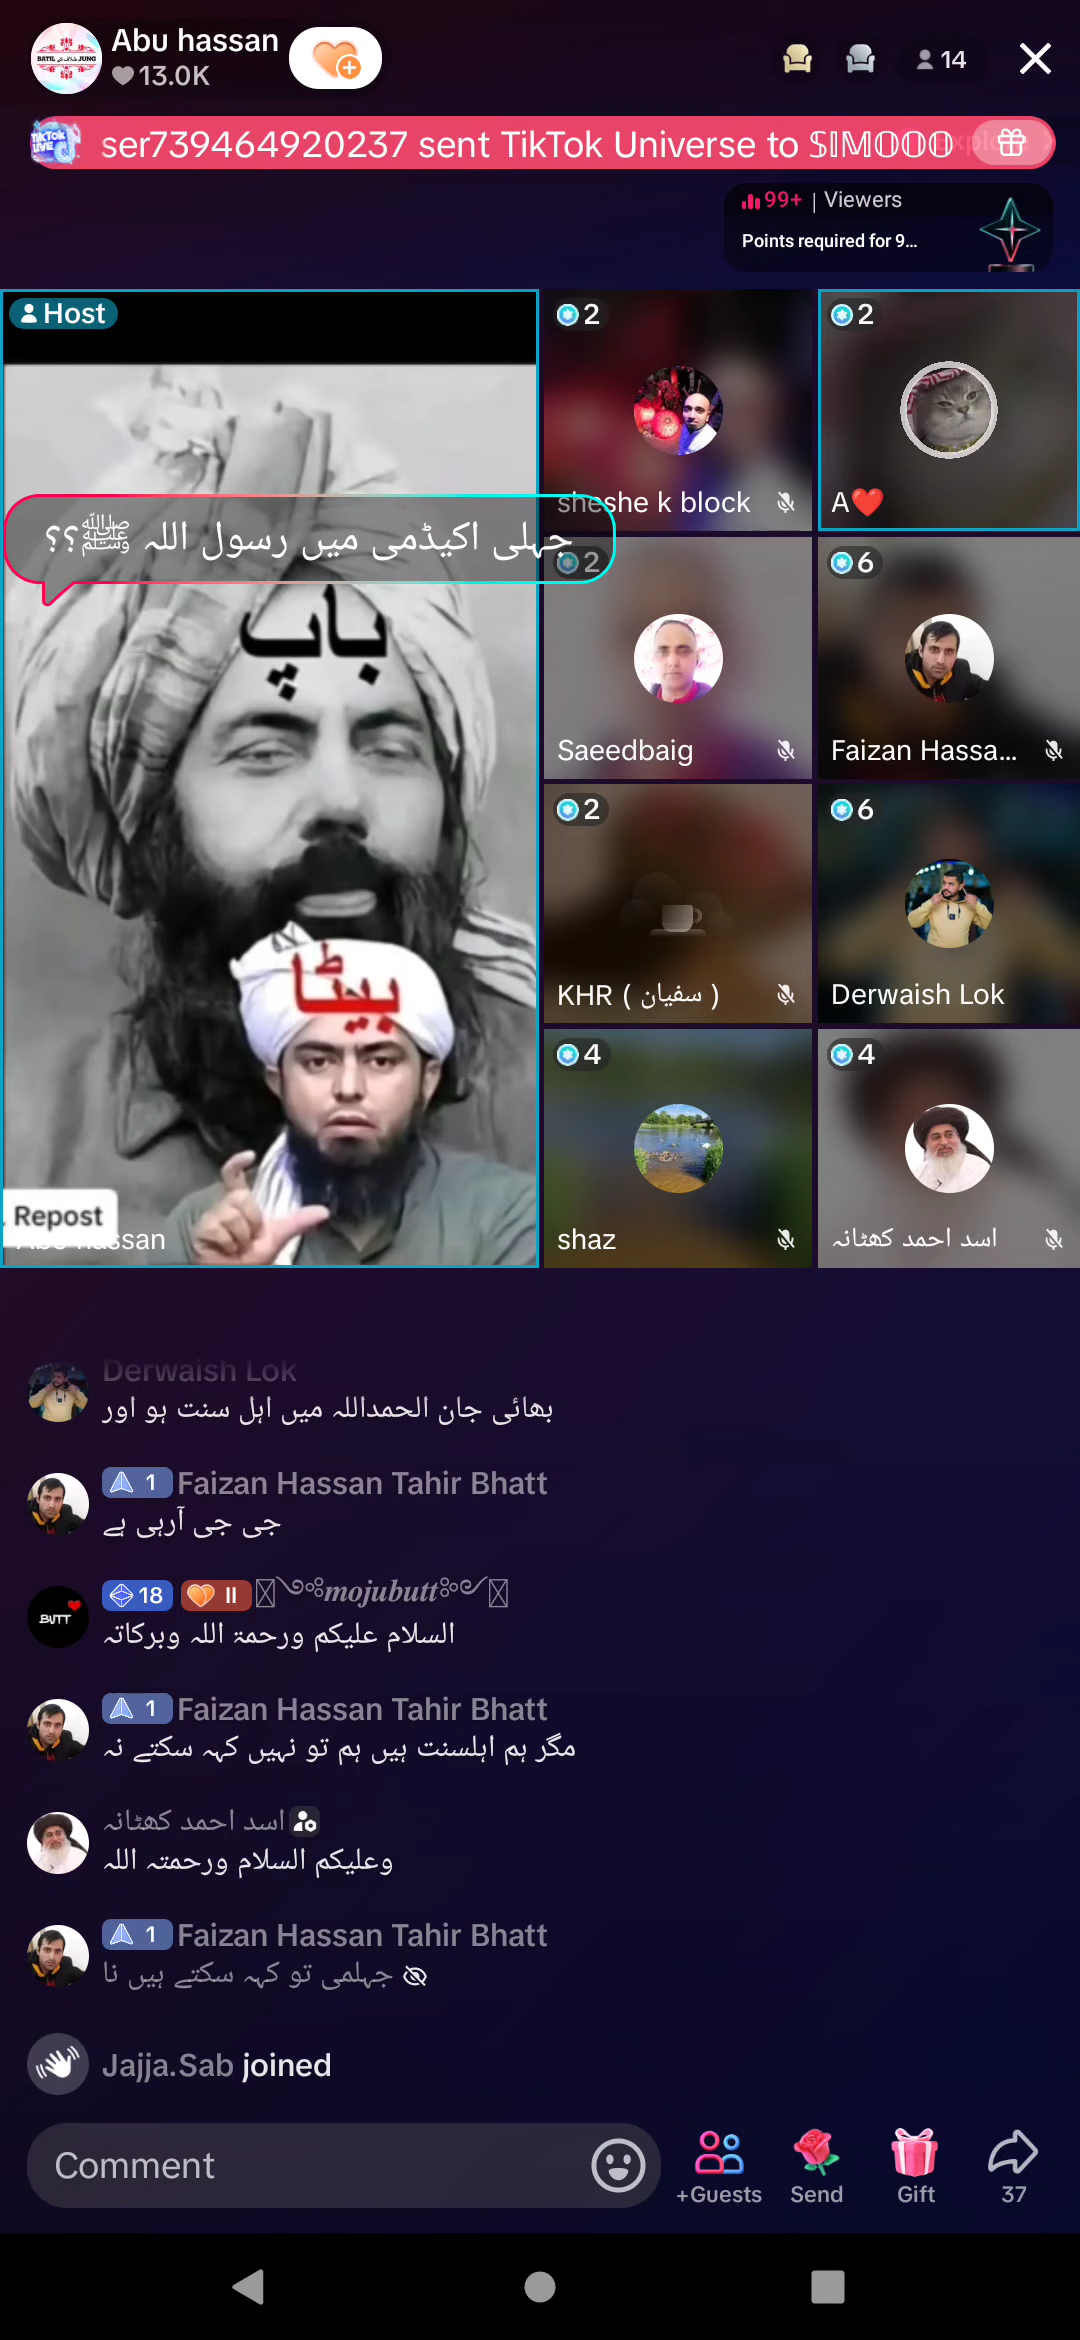 Abu hassan
13.0K
14
ser739464920237 sent TikTok Universe to 𝕊𝕀𝕄𝕆𝕆𝕆
99+ | Viewers
Points required for 9...
Host
2
2
جہلی اکیڈمی میں رسول اللہ ﷺ؟؟
sheshe k block
A❤️
باپ
2
6
Saeedbaig
Faizan Hassa...
2
6
بیٹا
KHR ( سفیان )
Derwaish Lok
4
4
Repost
Abu hassan
shaz
اسد احمد کھٹانہ
Derwaish Lok
بھائی جان الحمداللہ میں اہل سنت ہو اور
1 Faizan Hassan Tahir Bhatt
جی جی آرہی ہے
BUTT
18 II 𝒎𝒐𝒋𝒖𝒃𝒖𝒕𝒕
السلام علیکم ورحمۃ اللہ وبرکاتہ
1 Faizan Hassan Tahir Bhatt
مگر ہم اہلسنت ہیں ہم تو نہیں کہہ سکتے نہ
اسد احمد کھٹانہ
وعلیکم السلام ورحمتہ اللہ
1 Faizan Hassan Tahir Bhatt
جہلمی تو کہہ سکتے ہیں نا
Jajja.Sab joined
Comment
+Guests
Send
Gift
37